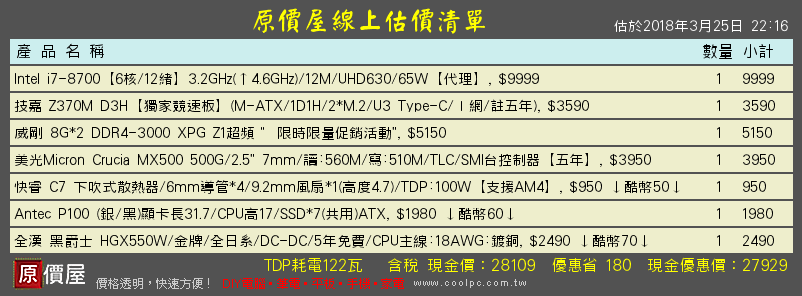 原價屋線上估價清單
估於2018年3月25日 22:16
產 品 名 稱 數量 小計
Intel i7-8700【6核/12緒】3.2GHz(↑4.6GHz)/12M/UHD630/65W【代理】, $9999 1 9999
技嘉 Z370M D3H【獨家競速板】(M-ATX/1D1H/2*M.2/U3 Type-C/I網/註五年), $3590 1 3590
威剛 8G*2 DDR4-3000 XPG Z1超頻 " 限時限量促銷活動", $5150 1 5150
美光Micron Crucia MX500 500G/2.5" 7mm/讀:560M/寫:510M/TLC/SMI台控制器【五年】, $3950 1 3950
快睿 C7 下吹式散熱器/6mm導管*4/9.2mm風扇*1(高度4.7)/TDP:100W【支援AM4】, $950 ↓酷幣50↓ 1 950
Antec P100 (銀/黑)顯卡長31.7/CPU高17/SSD*7(共用)ATX, $1980 ↓酷幣60↓ 1 1980
全漢 黑爵士 HGX550W/金牌/全日系/DC-DC/5年免費/CPU主線:18AWG:鍍銅, $2490 ↓酷幣70↓ 1 2490
TDP耗電122瓦 含稅 現金價：28109 優惠省 180 現金優惠價：27929
原價屋 價格透明，快速方便！ www.coolpc.com.tw